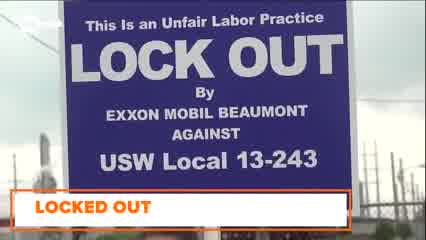 This Is an Unfair Labor Practice
LOCK OUT
By
EXXON MOBIL BEAUMONT
AGAINST
USW Local 13-243
LOCKED OUT